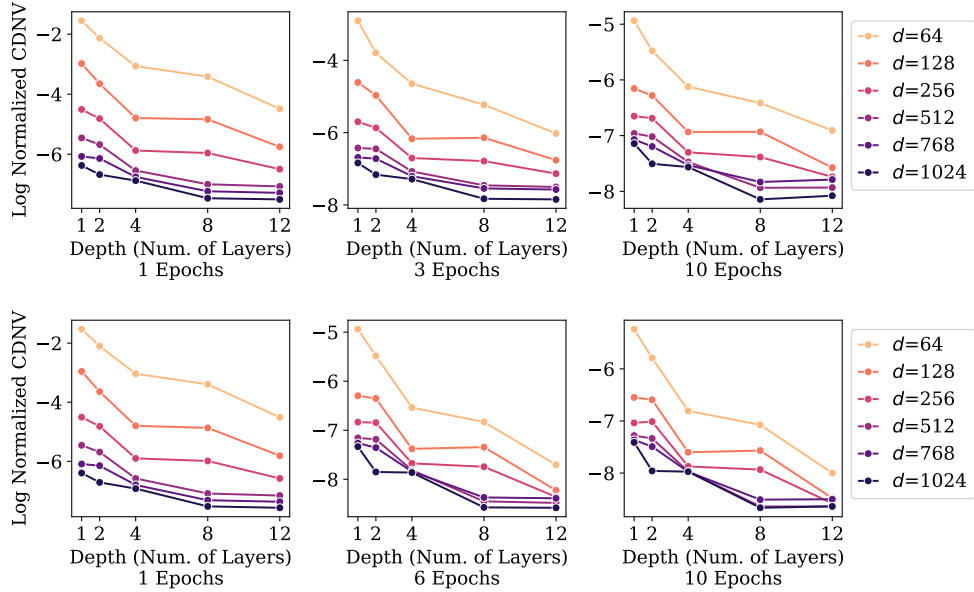 Log Normalized CDNV
−2
−4
−6
1 2 4 8 12
Depth (Num. of Layers)
1 Epochs
−4
−6
−8
1 2 4 8 12
Depth (Num. of Layers)
3 Epochs
−5
−6
−7
−8
1 2 4 8 12
Depth (Num. of Layers)
10 Epochs
d=64
d=128
d=256
d=512
d=768
d=1024
Log Normalized CDNV
−2
−4
−6
1 2 4 8 12
Depth (Num. of Layers)
1 Epochs
−5
−6
−7
−8
1 2 4 8 12
Depth (Num. of Layers)
6 Epochs
−6
−7
−8
1 2 4 8 12
Depth (Num. of Layers)
10 Epochs
d=64
d=128
d=256
d=512
d=768
d=1024